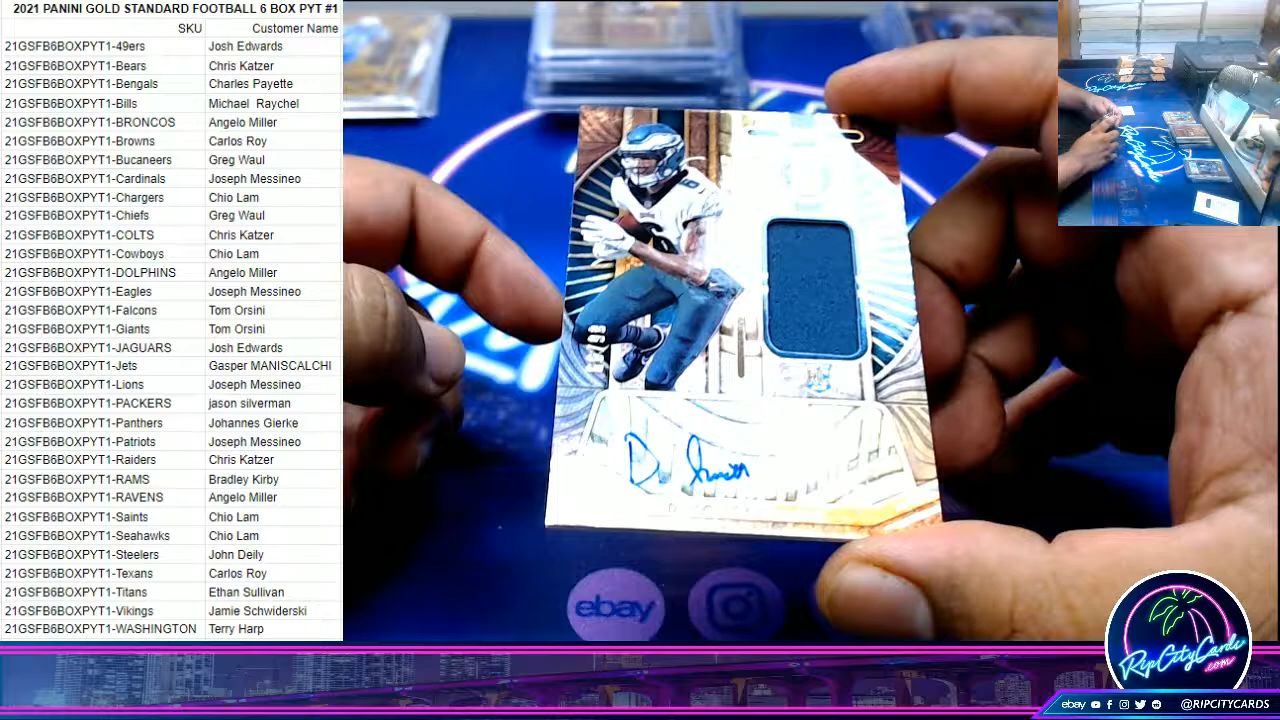 2021 PANINI GOLD STANDARD FOOTBALL 6 BOX PYT #1
SKU Customer Name
21GSFB6BOXPYT1-49ers Josh Edwards
21GSFB6BOXPYT1-Bears Chris Katzer
21GSFB6BOXPYT1-Bengals Charles Payette
21GSFB6BOXPYT1-Bills Michael Raychel
21GSFB6BOXPYT1-BRONCOS Angelo Miller
21GSFB6BOXPYT1-Browns Carlos Roy
21GSFB6BOXPYT1-Bucaneers Greg Waul
21GSFB6BOXPYT1-Cardinals Joseph Messineo
21GSFB6BOXPYT1-Chargers Chio Lam
21GSFB6BOXPYT1-Chiefs Greg Waul
21GSFB6BOXPYT1-COLTS Chris Katzer
21GSFB6BOXPYT1-Cowboys Chio Lam
21GSFB6BOXPYT1-DOLPHINS Angelo Miller
21GSFB6BOXPYT1-Eagles Joseph Messineo
21GSFB6BOXPYT1-Falcons Tom Orsini
21GSFB6BOXPYT1-Giants Tom Orsini
21GSFB6BOXPYT1-JAGUARS Josh Edwards
21GSFB6BOXPYT1-Jets Gasper MANISCALCHI
21GSFB6BOXPYT1-Lions Joseph Messineo
21GSFB6BOXPYT1-PACKERS jason silverman
21GSFB6BOXPYT1-Panthers Johannes Gierke
21GSFB6BOXPYT1-Patriots Joseph Messineo
21GSFB6BOXPYT1-Raiders Chris Katzer
21GSFB6BOXPYT1-RAMS Bradley Kirby
21GSFB6BOXPYT1-RAVENS Angelo Miller
21GSFB6BOXPYT1-Saints Chio Lam
21GSFB6BOXPYT1-Seahawks Chio Lam
21GSFB6BOXPYT1-Steelers John Deily
21GSFB6BOXPYT1-Texans Carlos Roy
21GSFB6BOXPYT1-Titans Ethan Sullivan
21GSFB6BOXPYT1-Vikings Jamie Schwiderski
21GSFB6BOXPYT1-WASHINGTON Terry Harp
6
D Smith
ebay
RipCityCards
.com
ebay @RIPCITYCARDS